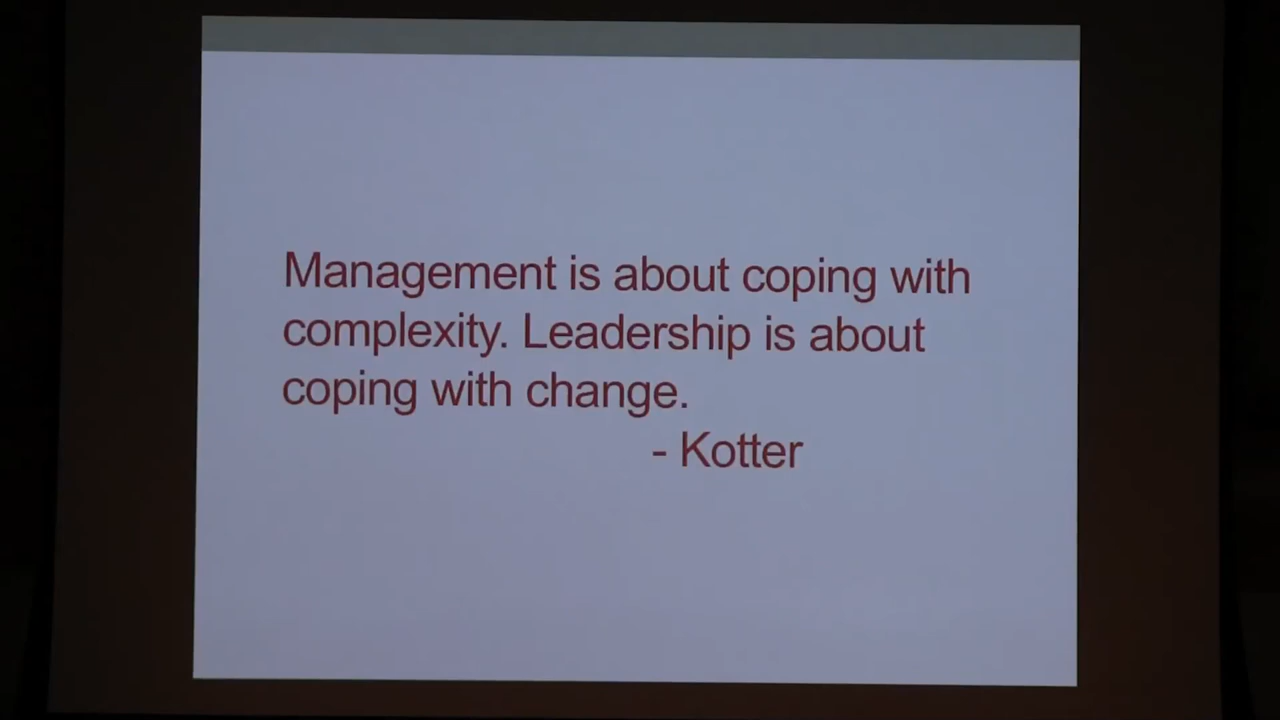 Management is about coping with
complexity. Leadership is about
coping with change.
- Kotter